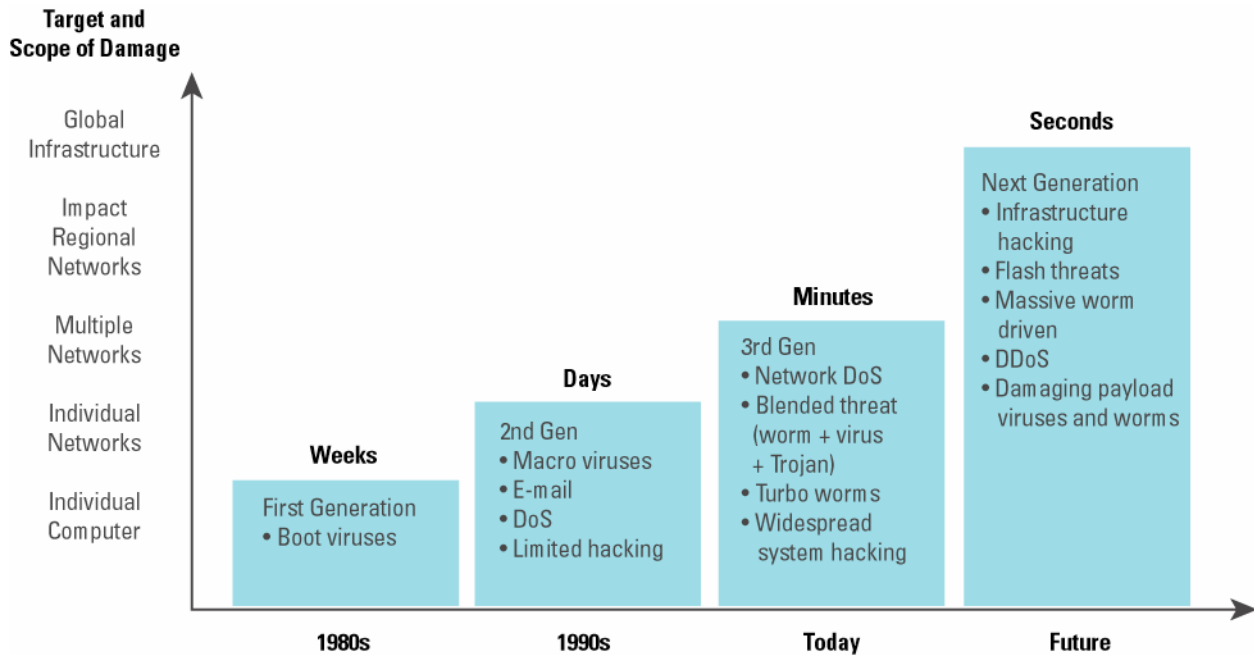 Target and
Scope of Damage
Global
Infrastructure
Impact
Regional
Networks
Multiple
Networks
Individual
Networks
Individual
Computer
Weeks
First Generation
• Boot viruses
1980s
Days
2nd Gen
• Macro viruses
• E-mail
• DoS
• Limited hacking
1990s
Minutes
3rd Gen
• Network DoS
• Blended threat
(worm + virus
+ Trojan)
• Turbo worms
• Widespread
system hacking
Today
Seconds
Next Generation
• Infrastructure
hacking
• Flash threats
• Massive worm
driven
• DDoS
• Damaging payload
viruses and worms
Future